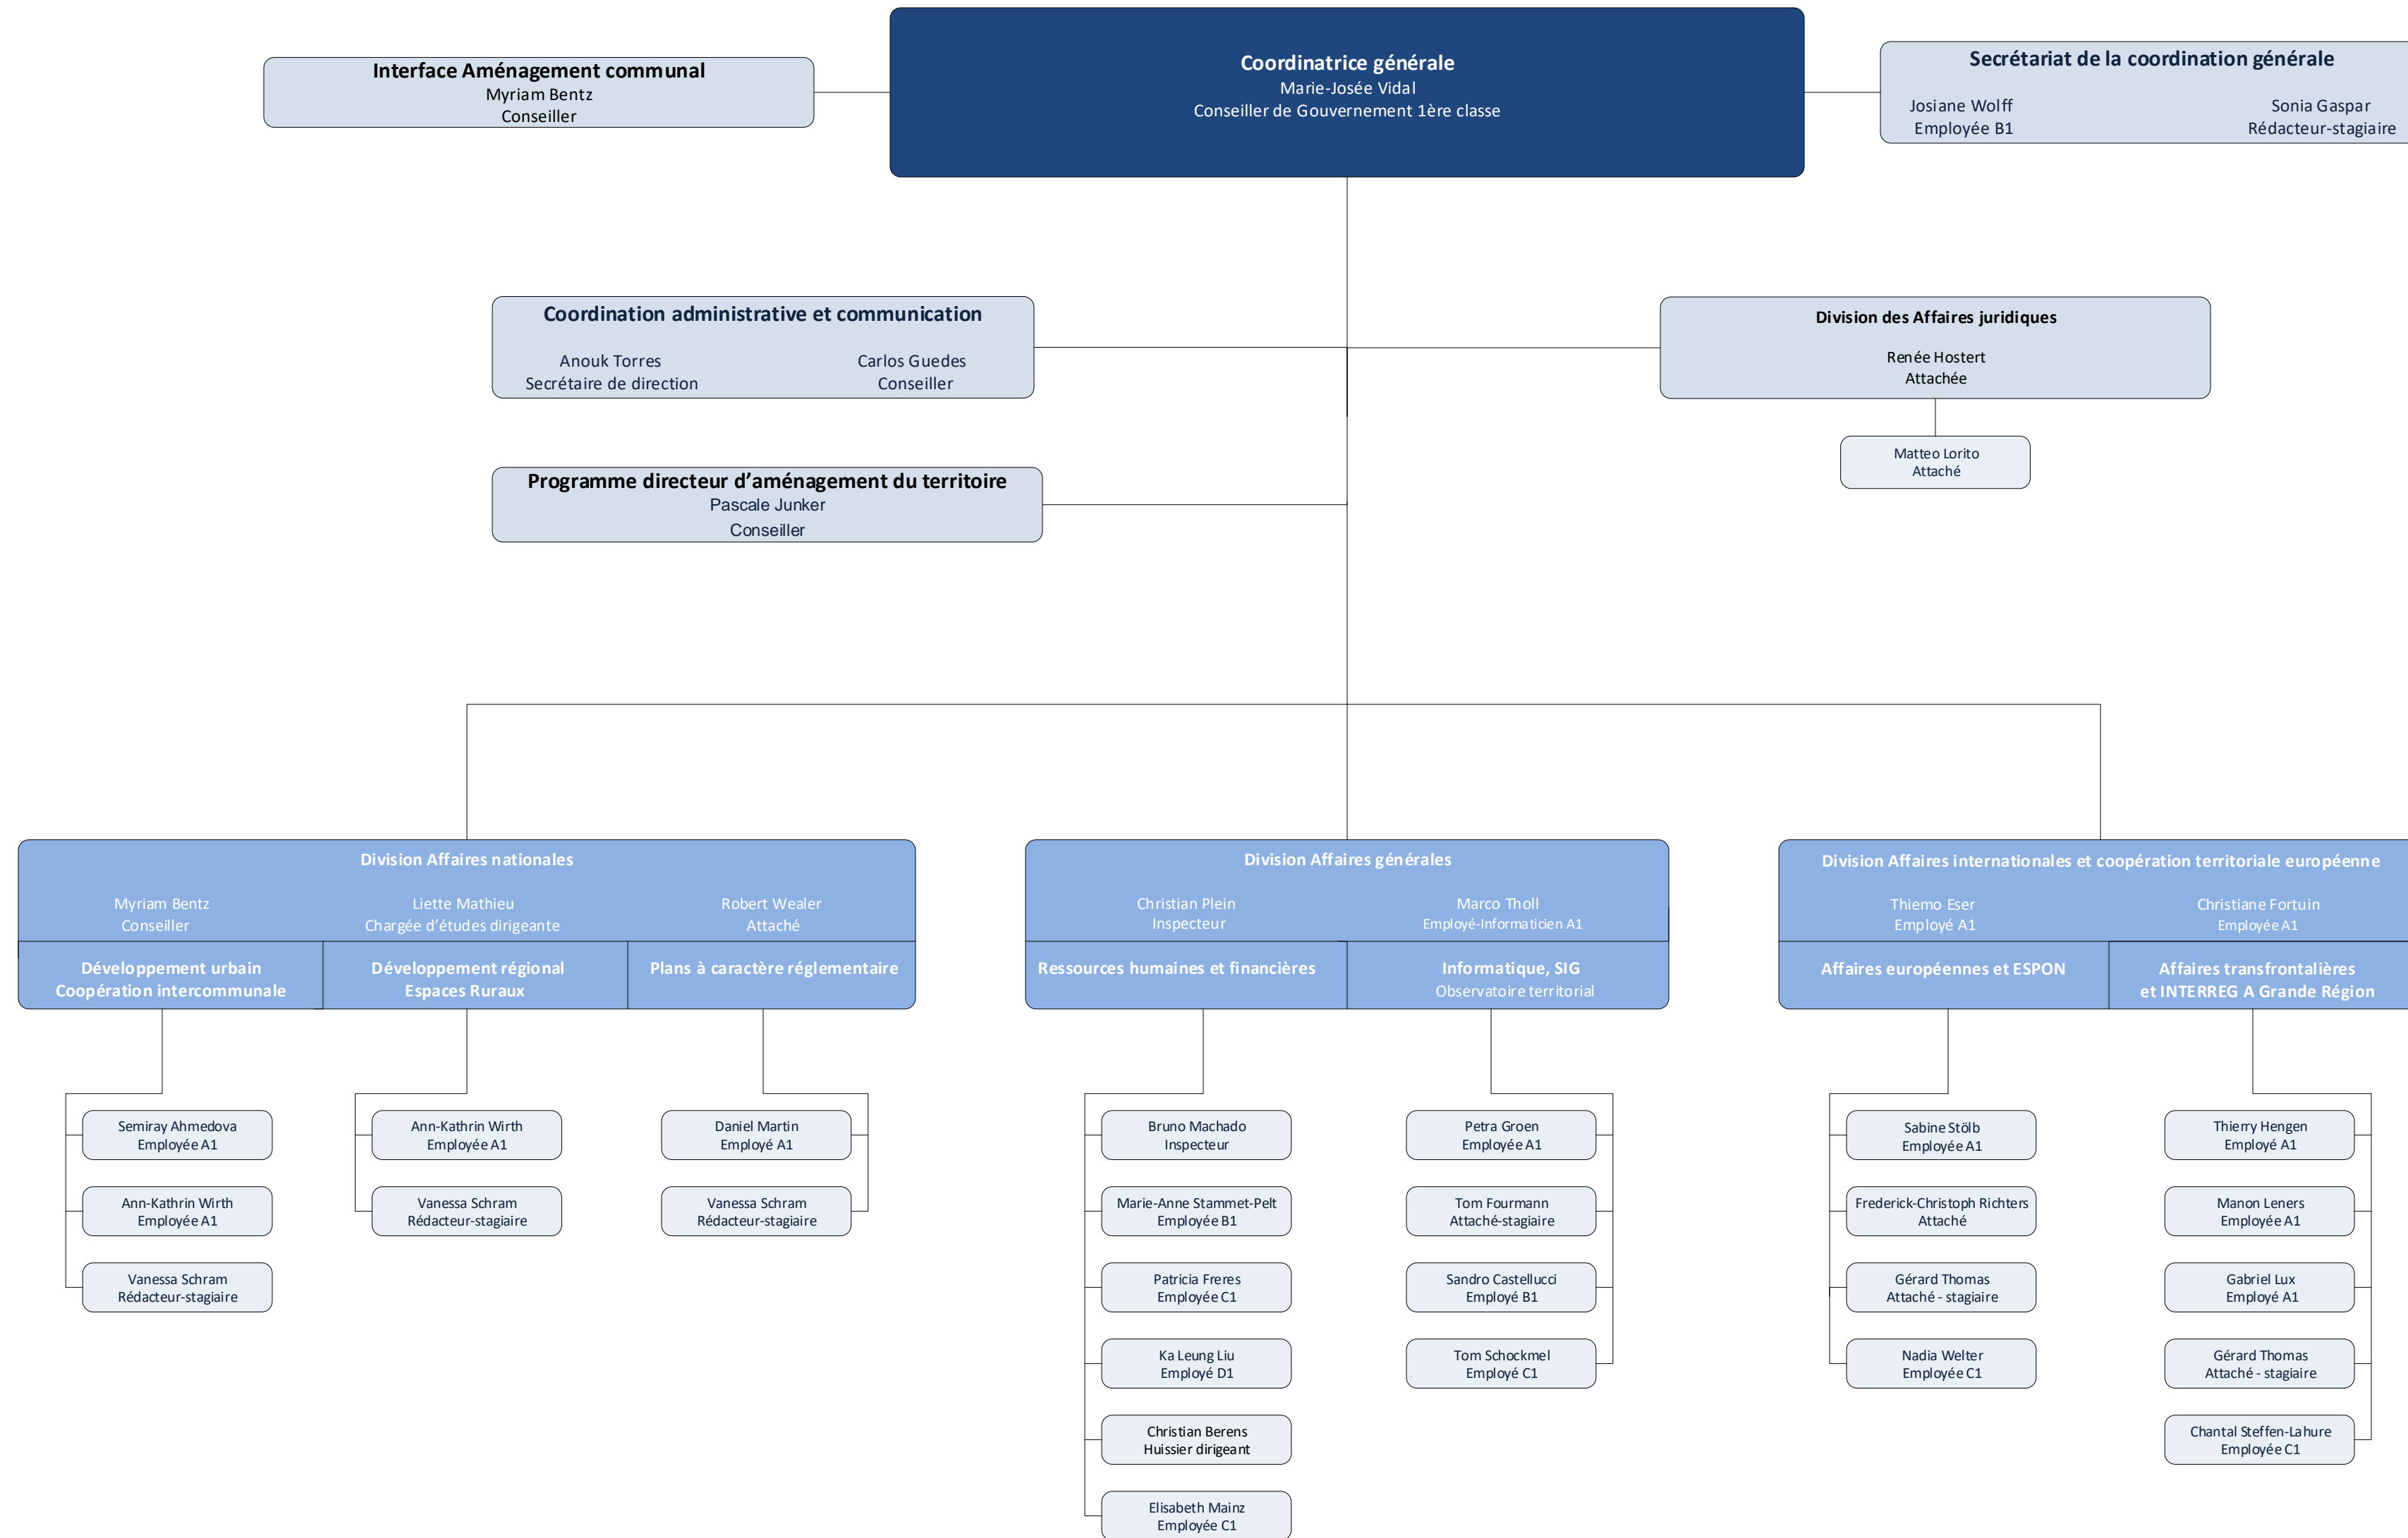 Interface Aménagement communal
Myriam Bentz
Conseiller
Coordinatrice générale
Marie-Josée Vidal
Conseiller de Gouvernement 1ère classe
Secrétariat de la coordination générale
Josiane Wolff
Employée B1
Sonia Gaspar
Rédacteur-stagiaire
Coordination administrative et communication
Anouk Torres
Secrétaire de direction
Carlos Guedes
Conseiller
Division des Affaires juridiques
Renée Hostert
Attachée
Matteo Lorito
Attaché
Programme directeur d’aménagement du territoire
Pascale Junker
Conseiller
Division Affaires nationales
Myriam Bentz
Conseiller
Liette Mathieu
Chargée d’études dirigeante
Robert Wealer
Attaché
Développement urbain
Coopération intercommunale
Développement régional
Espaces Ruraux
Plans à caractère réglementaire
Semiray Ahmedova
Employée A1
Ann-Kathrin Wirth
Employée A1
Vanessa Schram
Rédacteur-stagiaire
Ann-Kathrin Wirth
Employée A1
Vanessa Schram
Rédacteur-stagiaire
Daniel Martin
Employé A1
Vanessa Schram
Rédacteur-stagiaire
Division Affaires générales
Christian Plein
Inspecteur
Marco Tholl
Employé-Informaticien A1
Ressources humaines et financières
Informatique, SIG
Observatoire territorial
Bruno Machado
Inspecteur
Marie-Anne Stammet-Pelt
Employée B1
Patricia Freres
Employée C1
Ka Leung Liu
Employé D1
Christian Berens
Huissier dirigeant
Elisabeth Mainz
Employée C1
Petra Groen
Employée A1
Tom Fourmann
Attaché-stagiaire
Sandro Castellucci
Employé B1
Tom Schockmel
Employé C1
Division Affaires internationales et coopération territoriale européenne
Thiemo Eser
Employé A1
Christiane Fortuin
Employée A1
Affaires européennes et ESPON
Affaires transfrontalières
et INTERREG A Grande Région
Sabine Stölb
Employée A1
Frederick-Christoph Richters
Attaché
Gérard Thomas
Attaché - stagiaire
Nadia Welter
Employée C1
Thierry Hengen
Employé A1
Manon Leners
Employée A1
Gabriel Lux
Employé A1
Gérard Thomas
Attaché - stagiaire
Chantal Steffen-Lahure
Employée C1